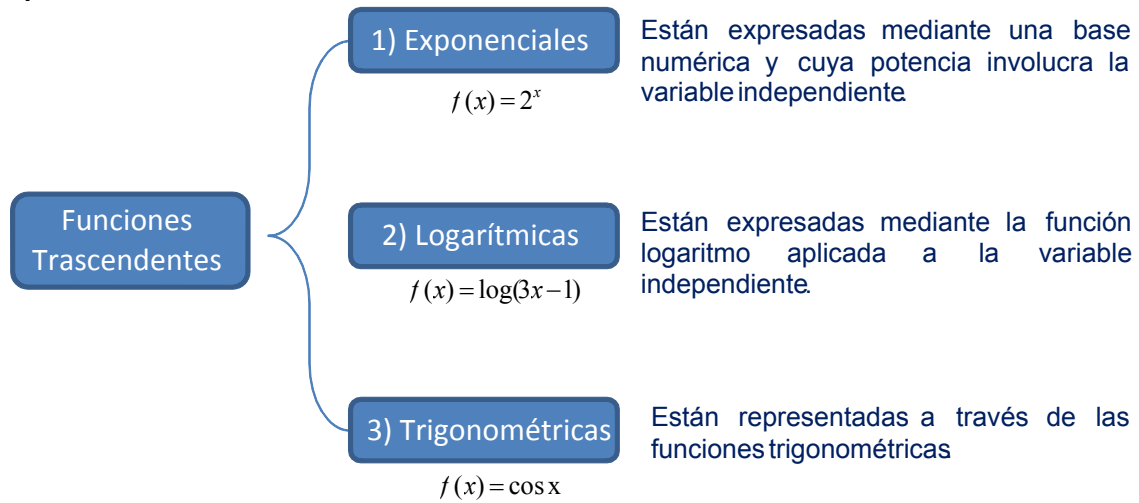 1) Exponenciales
f(x) = 2^x
Están expresadas mediante una base
numérica y cuya potencia involucra la
variable independiente.
Funciones
Trascendentes
2) Logarítmicas
f(x) = log(3x−1)
Están expresadas mediante la función
logaritmo aplicada a la variable
independiente.
3) Trigonométricas
f(x) = cos x
Están representadas a través de las
funciones trigonométricas